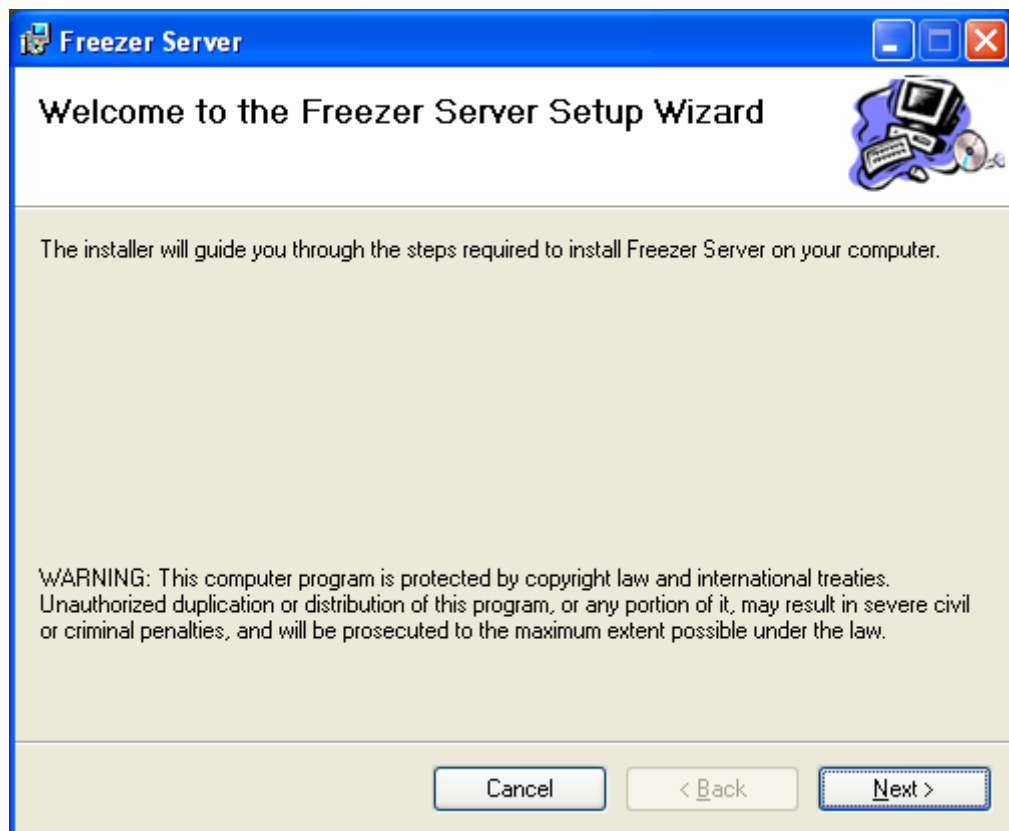 Freezer Server
Welcome to the Freezer Server Setup Wizard
The installer will guide you through the steps required to install Freezer Server on your computer.
WARNING: This computer program is protected by copyright law and international treaties.
Unauthorized duplication or distribution of this program, or any portion of it, may result in severe civil
or criminal penalties, and will be prosecuted to the maximum extent possible under the law.
Cancel < Back Next >